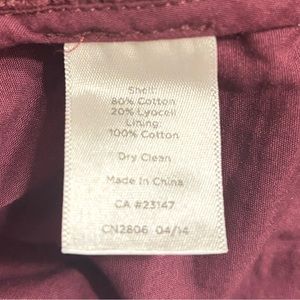 Shell:
80% Cotton
20% Lyocell
Lining:
100% Cotton
Dry Clean
Made In China
CA #23147
CN2806 04/14